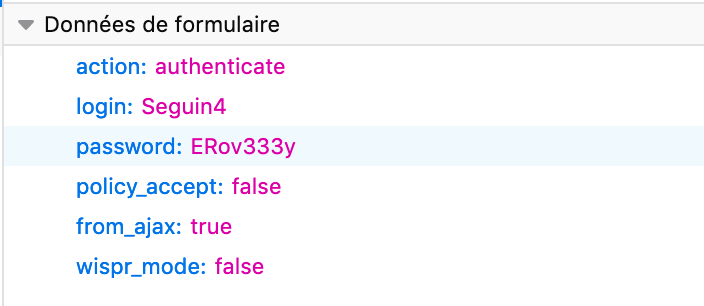 Données de formulaire
action: authenticate
login: Seguin4
password: ERov333y
policy_accept: false
from_ajax: true
wispr_mode: false